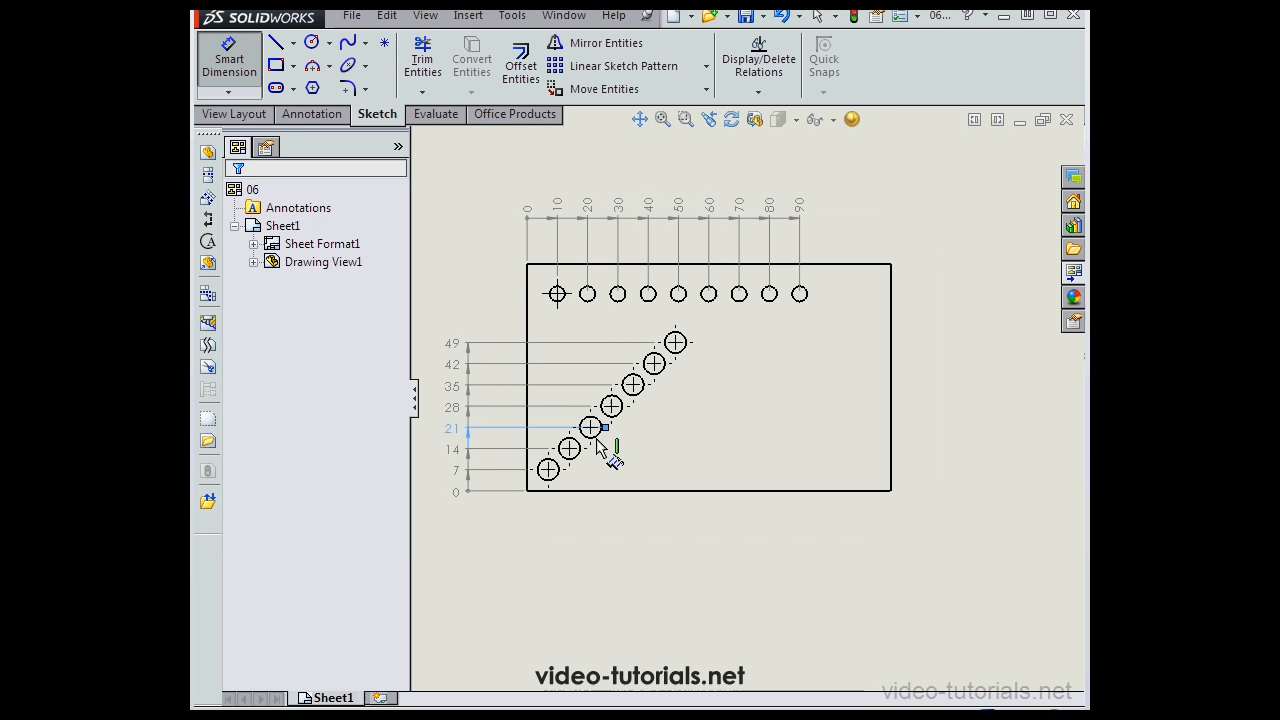 SOLIDWORKS File Edit View Insert Tools Window Help 06...
Smart Dimension
Trim Entities
Convert Entities
Offset Entities
Mirror Entities
Linear Sketch Pattern
Move Entities
Display/Delete Relations
Quick Snaps
View Layout Annotation Sketch Evaluate Office Products
06
Annotations
Sheet1
Sheet Format1
Drawing View1
0 10 20 30 40 50 60 70 80 90
49
42
35
28
21
14
7
0
video-tutorials.net
Sheet1
video-tutorials.net